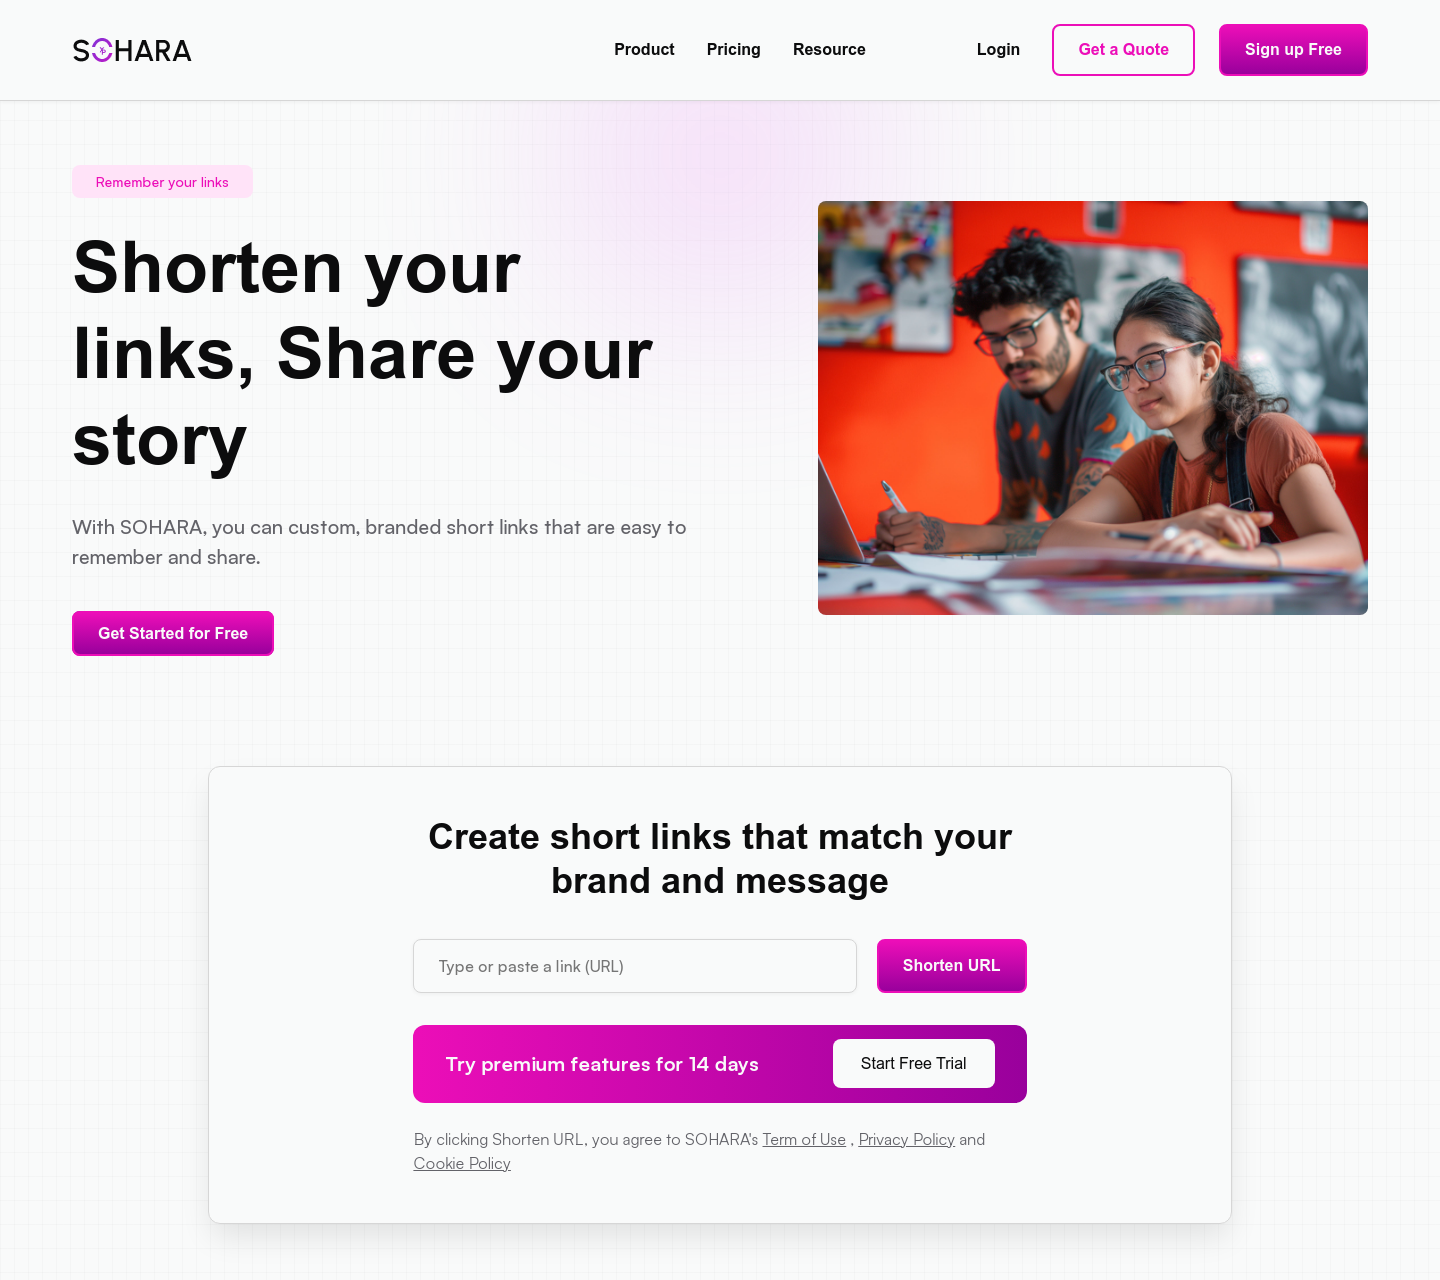 SOHARA
Product
Pricing
Resource
Login
Get a Quote
Sign up Free
Remember your links
Shorten your
links, Share your
story
With SOHARA, you can custom, branded short links that are easy to
remember and share.
Get Started for Free
Create short links that match your
brand and message
Type or paste a link (URL)
Shorten URL
Try premium features for 14 days
Start Free Trial
By clicking Shorten URL, you agree to SOHARA's Term of Use , Privacy Policy and
Cookie Policy